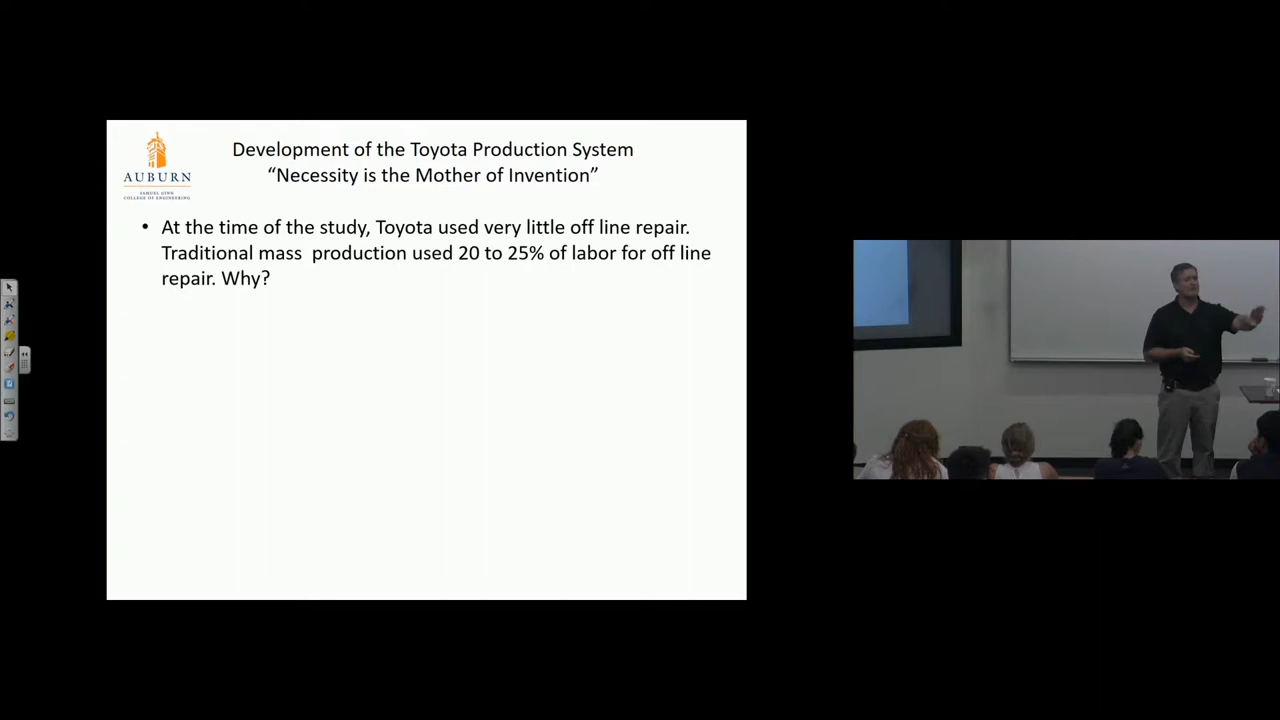 Development of the Toyota Production System
“Necessity is the Mother of Invention”
AUBURN
SAMUEL GINN
COLLEGE OF ENGINEERING
• At the time of the study, Toyota used very little off line repair.
Traditional mass  production used 20 to 25% of labor for off line
repair. Why?